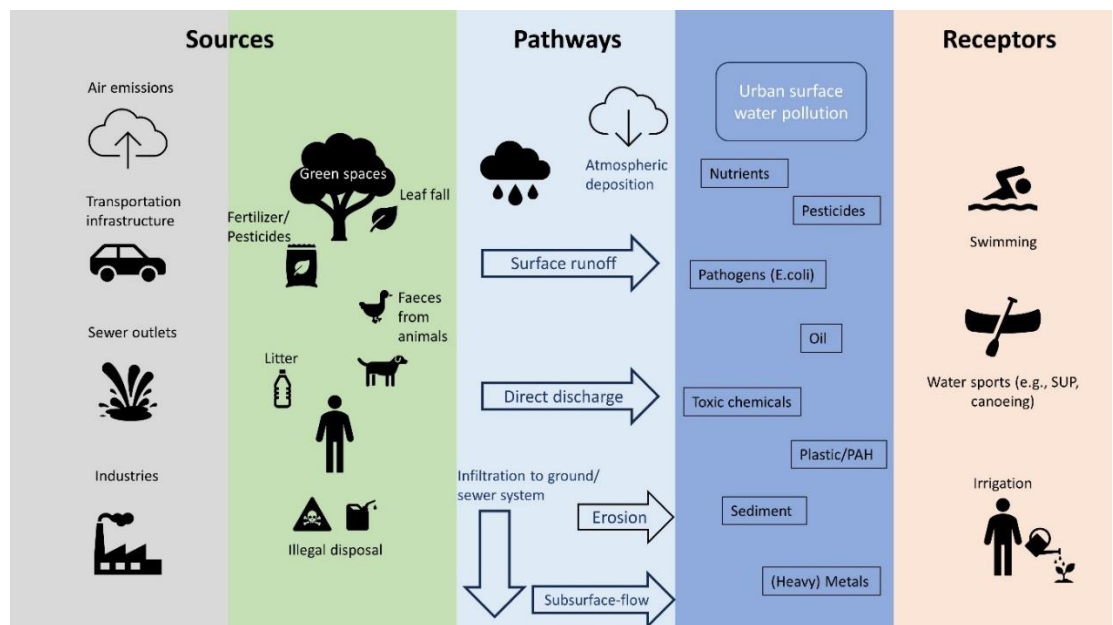 Sources
Air emissions
Transportation
infrastructure
Sewer outlets
Industries
Green spaces
Leaf fall
Fertilizer/
Pesticides
Faeces
from
animals
Litter
Illegal disposal
Pathways
Atmospheric
deposition
Surface runoff
Direct discharge
Infiltration to ground/
sewer system
Erosion
Subsurface-flow
Urban surface
water pollution
Nutrients
Pesticides
Pathogens (E.coli)
Oil
Toxic chemicals
Plastic/PAH
Sediment
(Heavy) Metals
Receptors
Swimming
Water sports (e.g., SUP,
canoeing)
Irrigation